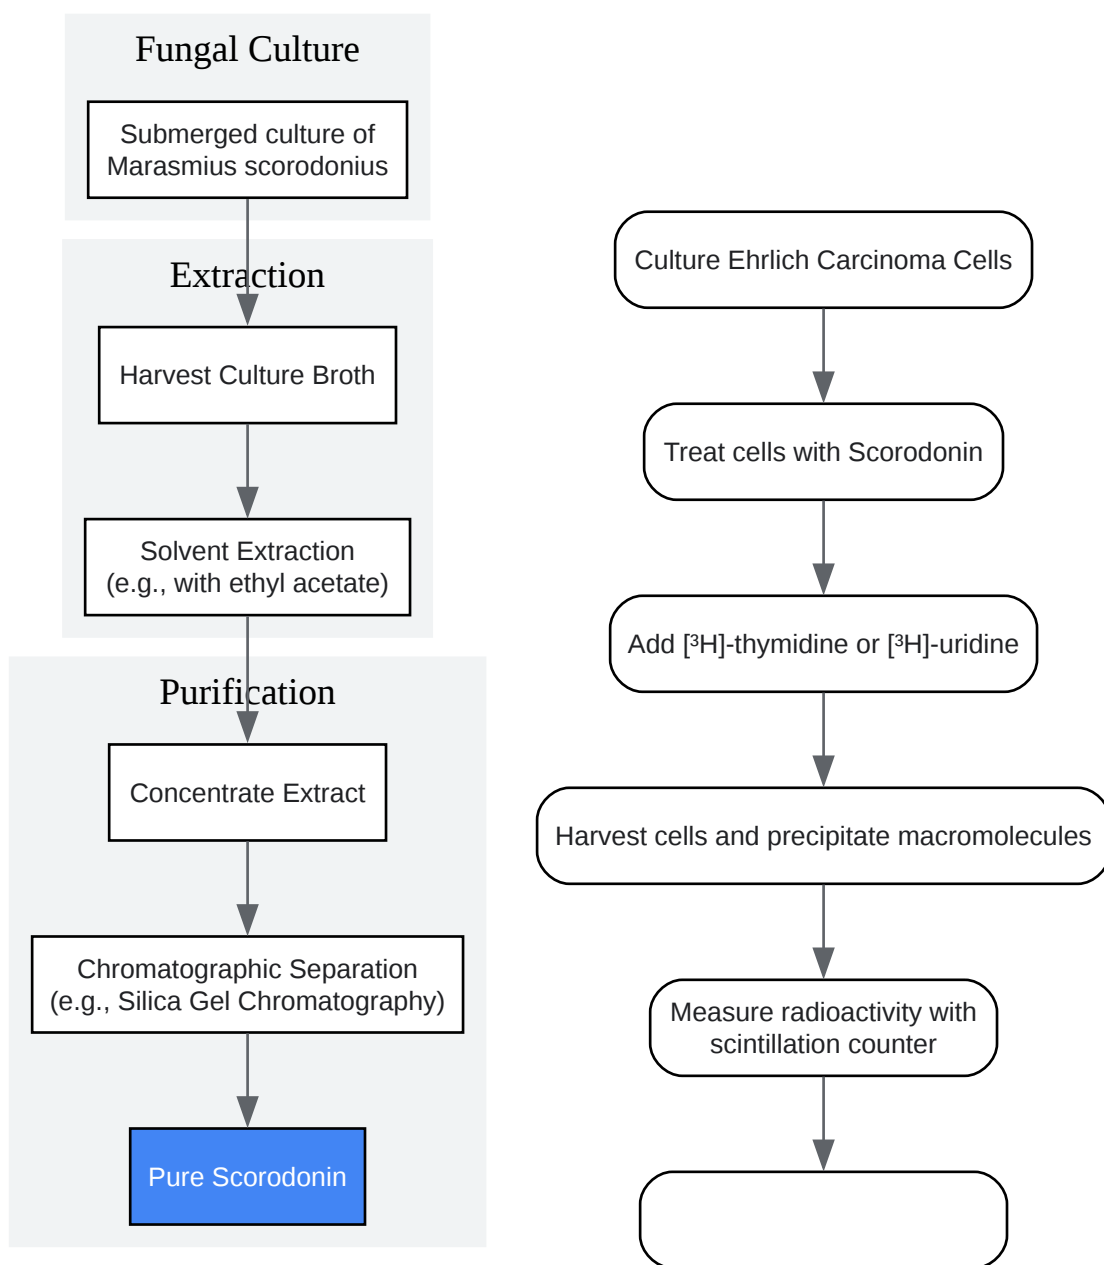 Fungal Culture
Submerged culture of
Marasmius scorodonius
Extraction
Harvest Culture Broth
Solvent Extraction
(e.g., with ethyl acetate)
Purification
Concentrate Extract
Chromatographic Separation
(e.g., Silica Gel Chromatography)
Pure Scorodonin
Culture Ehrlich Carcinoma Cells
Treat cells with Scorodonin
Add [³H]-thymidine or [³H]-uridine
Harvest cells and precipitate macromolecules
Measure radioactivity with
scintillation counter